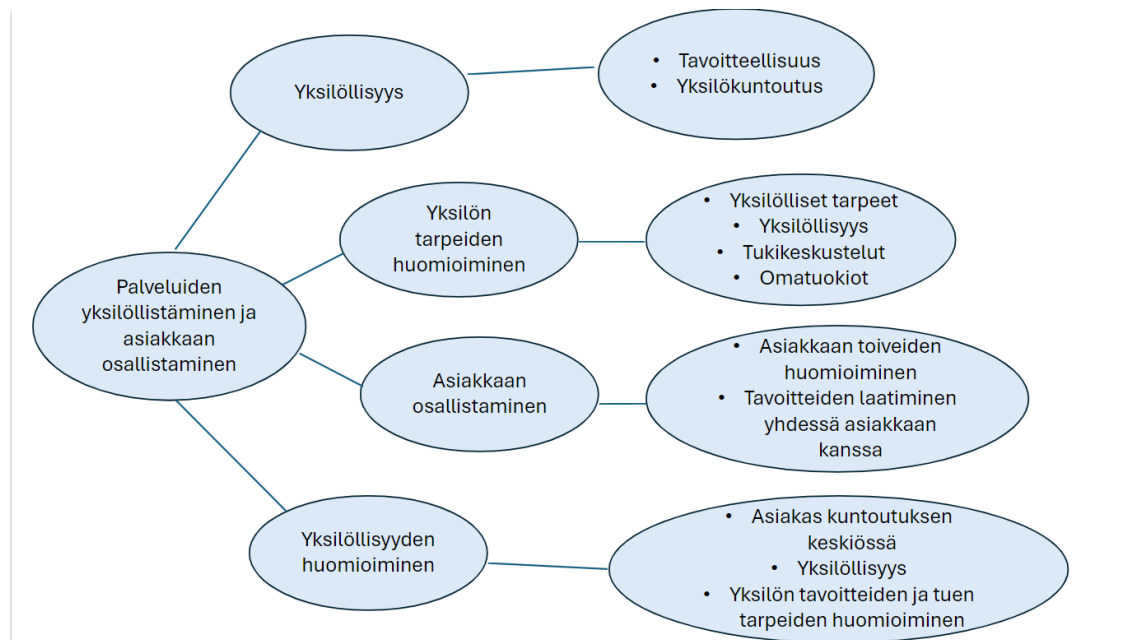 Yksilöllisyys
• Tavoitteellisuus
• Yksilökuntoutus
Yksilön
tarpeiden
huomioiminen
• Yksilölliset tarpeet
• Yksilöllisyys
• Tukikeskustelut
• Omatuokiot
Palveluiden
yksilöllistäminen ja
asiakkaan
osallistaminen
Asiakkaan
osallistaminen
• Asiakkaan toiveiden
huomioiminen
• Tavoitteiden laatiminen
yhdessä asiakkaan
kanssa
Yksilöllisyyden
huomioiminen
• Asiakas kuntoutuksen
keskiössä
• Yksilöllisyys
• Yksilön tavoitteiden ja tuen
tarpeiden huomioiminen